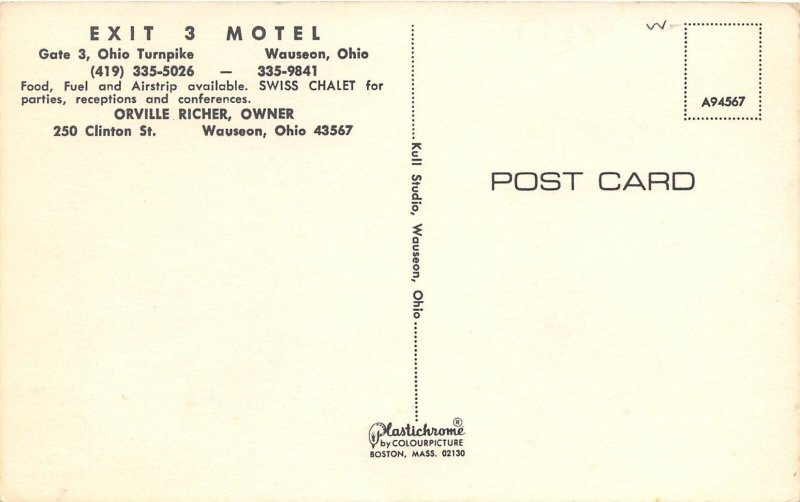 EXIT 3 MOTEL
Gate 3, Ohio Turnpike Wauseon, Ohio
(419) 335-5026 — 335-9841
Food, Fuel and Airstrip available. SWISS CHALET for
parties, receptions and conferences.
ORVILLE RICHER, OWNER
250 Clinton St. Wauseon, Ohio 43567
Kull Studio, Wauseon, Ohio
W
A94567
POST CARD
Plastichrome®
by COLOURPICTURE
BOSTON, MASS. 02130